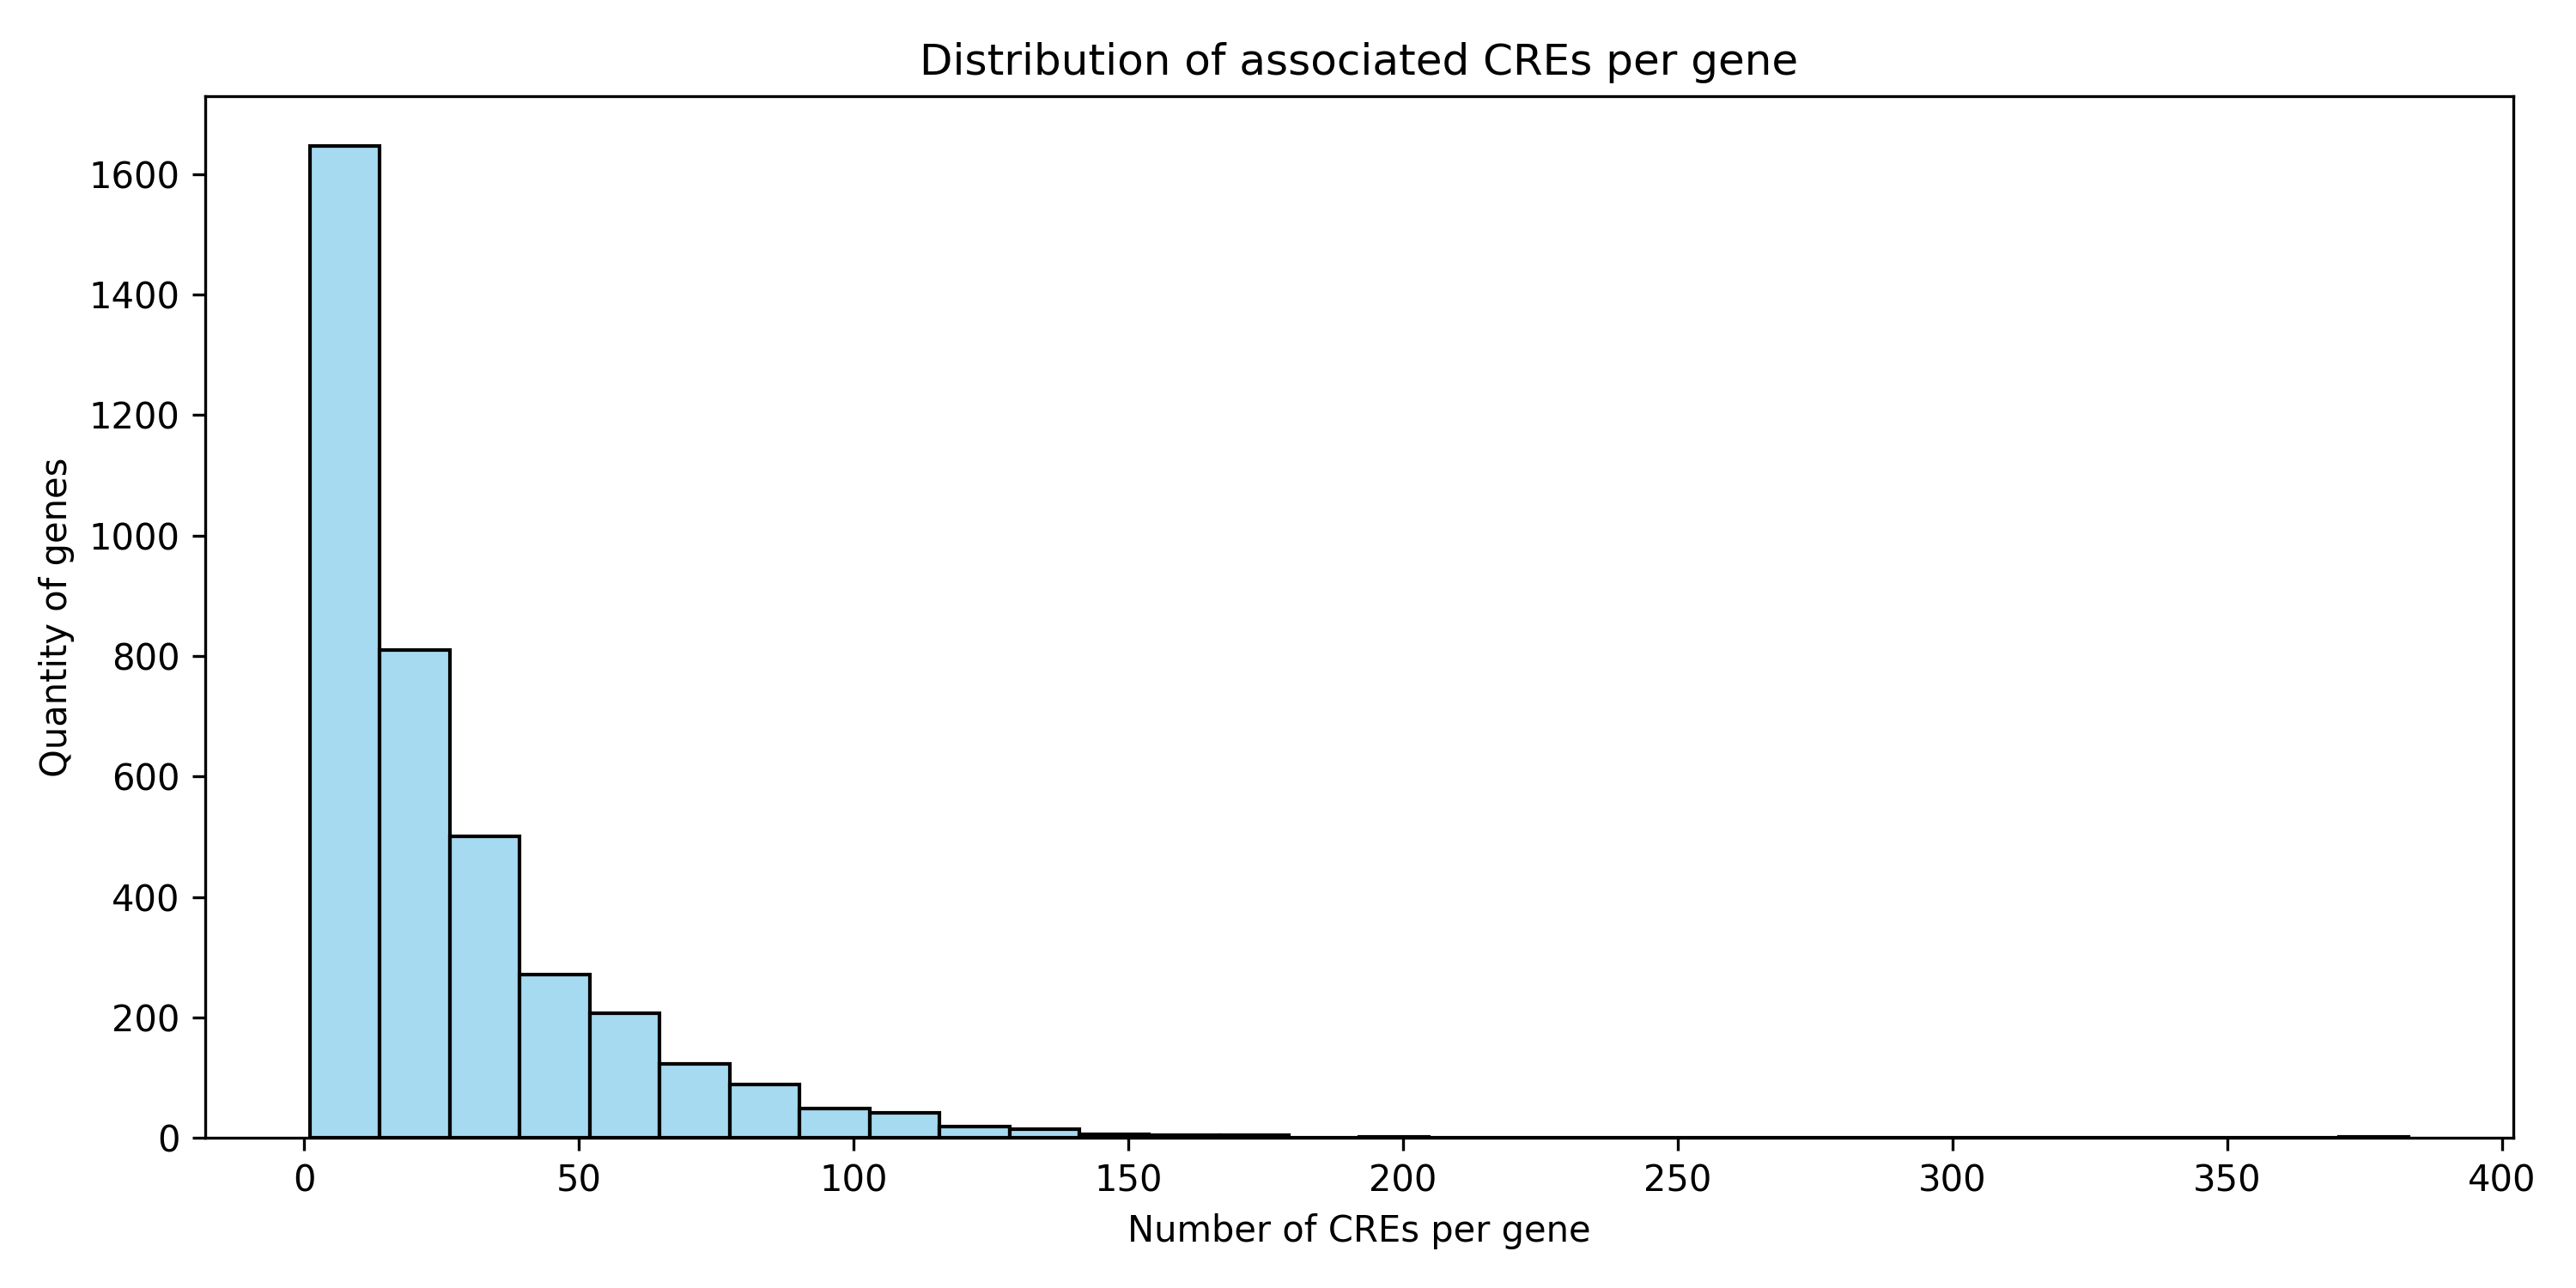 Distribution of associated CREs per gene
Quantity of genes
1600
1400
1200
1000
800
600
400
200
0
0 50 100 150 200 250 300 350 400
Number of CREs per gene